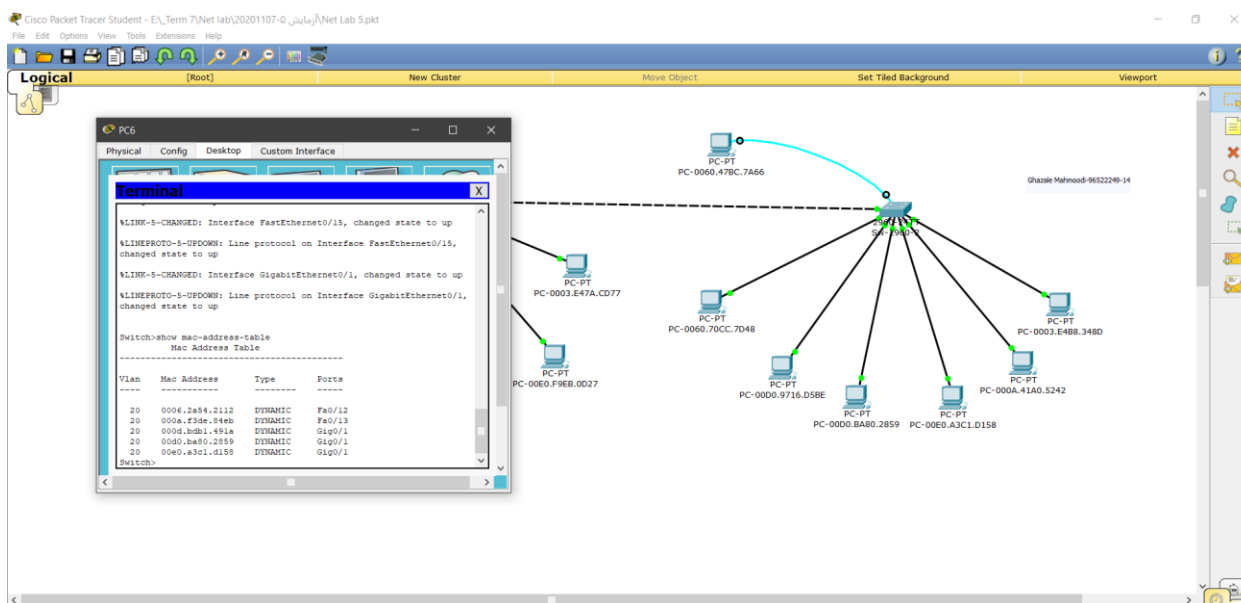 Cisco Packet Tracer Student - E:\_Term 7\Net lab\20201107-۵ آزمایش\Net Lab 5.pkt
File Edit Options View Tools Extensions Help
Logical [Root] New Cluster Move Object Set Tiled Background Viewport
PC6
Physical Config Desktop Custom Interface
Terminal X
%LINK-5-CHANGED: Interface FastEthernet0/15, changed state to up
%LINEPROTO-5-UPDOWN: Line protocol on Interface FastEthernet0/15,
changed state to up
%LINK-5-CHANGED: Interface GigabitEthernet0/1, changed state to up
%LINEPROTO-5-UPDOWN: Line protocol on Interface GigabitEthernet0/1,
changed state to up
Switch>show mac-address-table
Mac Address Table
-------------------------------------------
Vlan Mac Address Type Ports
---- ----------- -------- -----
20 0006.2a54.2112 DYNAMIC Fa0/12
20 000a.f3de.84eb DYNAMIC Fa0/13
20 000d.bdb1.491a DYNAMIC Gig0/1
20 00d0.ba80.2859 DYNAMIC Gig0/1
20 00e0.a3c1.d158 DYNAMIC Gig0/1
Switch>
PC-PT
PC-0060.47BC.7A66
Ghazale Mahmoodi-96522249-14
PC-PT
PC-0003.E47A.CD77
PC-PT
PC-00E0.F9EB.0D27
PC-PT
PC-0060.70CC.7D48
PC-PT
PC-00D0.9716.D5BE
PC-PT
PC-00D0.BA80.2859
PC-PT
PC-00E0.A3C1.D158
PC-PT
PC-000A.41A0.5242
PC-PT
PC-0003.E4B8.348D